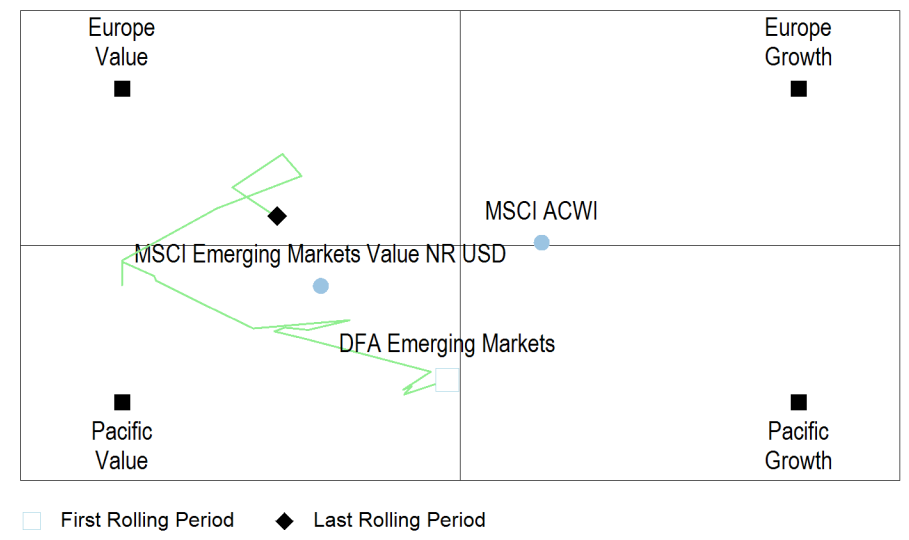 Europe
Value
Europe
Growth
MSCI ACWI
MSCI Emerging Markets Value NR USD
DFA Emerging Markets
Pacific
Value
Pacific
Growth
First Rolling Period
Last Rolling Period